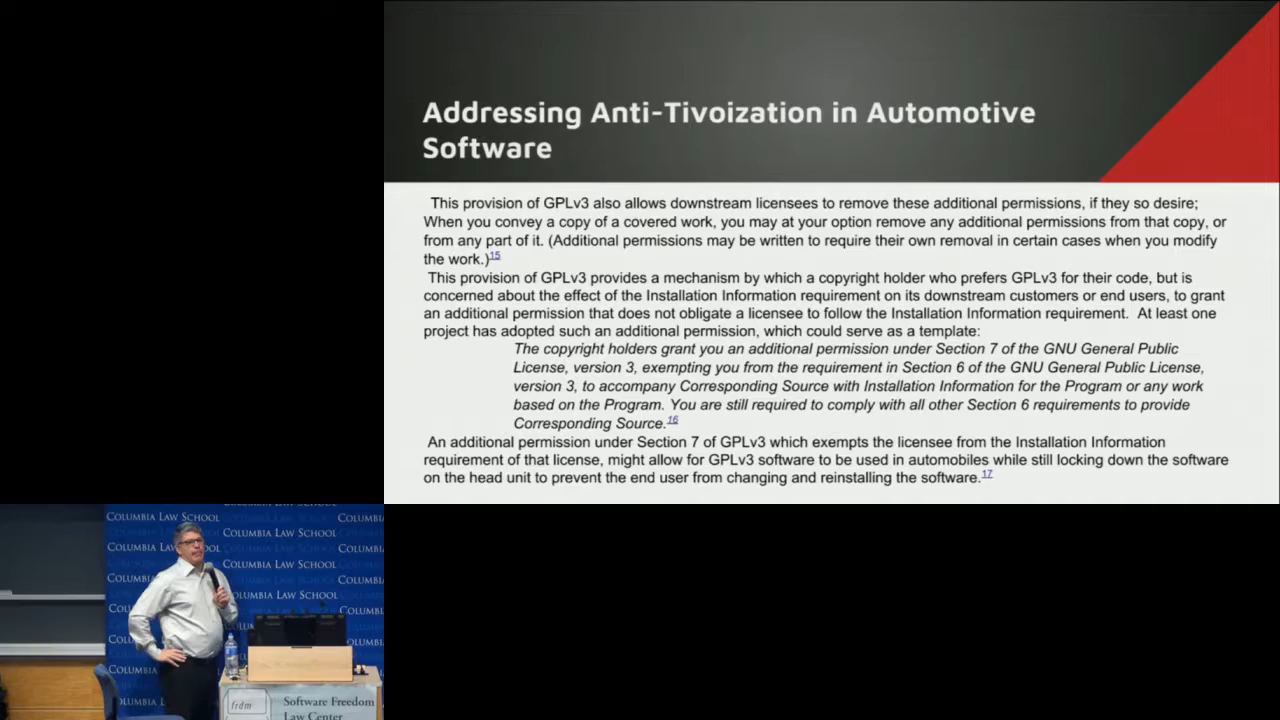 Addressing Anti-Tivoization in Automotive
Software
This provision of GPLv3 also allows downstream licensees to remove these additional permissions, if they so desire;
When you convey a copy of a covered work, you may at your option remove any additional permissions from that copy, or
from any part of it. (Additional permissions may be written to require their own removal in certain cases when you modify
the work.)15
This provision of GPLv3 provides a mechanism by which a copyright holder who prefers GPLv3 for their code, but is
concerned about the effect of the Installation Information requirement on its downstream customers or end users, to grant
an additional permission that does not obligate a licensee to follow the Installation Information requirement. At least one
project has adopted such an additional permission, which could serve as a template:
The copyright holders grant you an additional permission under Section 7 of the GNU General Public
License, version 3, exempting you from the requirement in Section 6 of the GNU General Public License,
version 3, to accompany Corresponding Source with Installation Information for the Program or any work
based on the Program. You are still required to comply with all other Section 6 requirements to provide
Corresponding Source.16
An additional permission under Section 7 of GPLv3 which exempts the licensee from the Installation Information
requirement of that license, might allow for GPLv3 software to be used in automobiles while still locking down the software
on the head unit to prevent the end user from changing and reinstalling the software.17
COLUMBIA LAW SCHOOL
COLUMBIA LAW SCHOOL
COLUMBIA LAW SCHOOL
COLUMBIA LAW SCHOOL
frdm
Software Freedom
Law Center